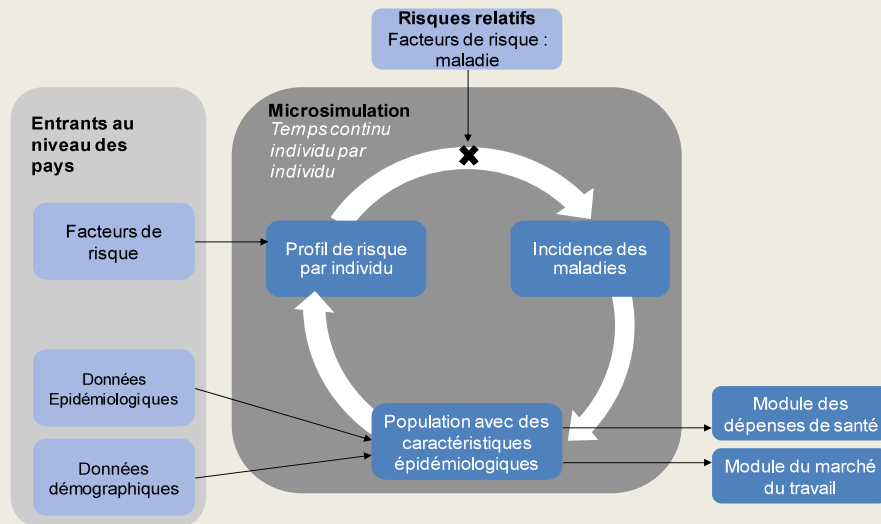 Risques relatifs
Facteurs de risque :
maladie
Entrants au
niveau des
pays
Microsimulation
Temps continu
individu par
individu
Facteurs de
risque
Profil de risque
par individu
Incidence des
maladies
Données
Epidémiologiques
Données
démographiques
Population avec des
caractéristiques
épidémiologiques
Module des
dépenses de santé
Module du marché
du travail